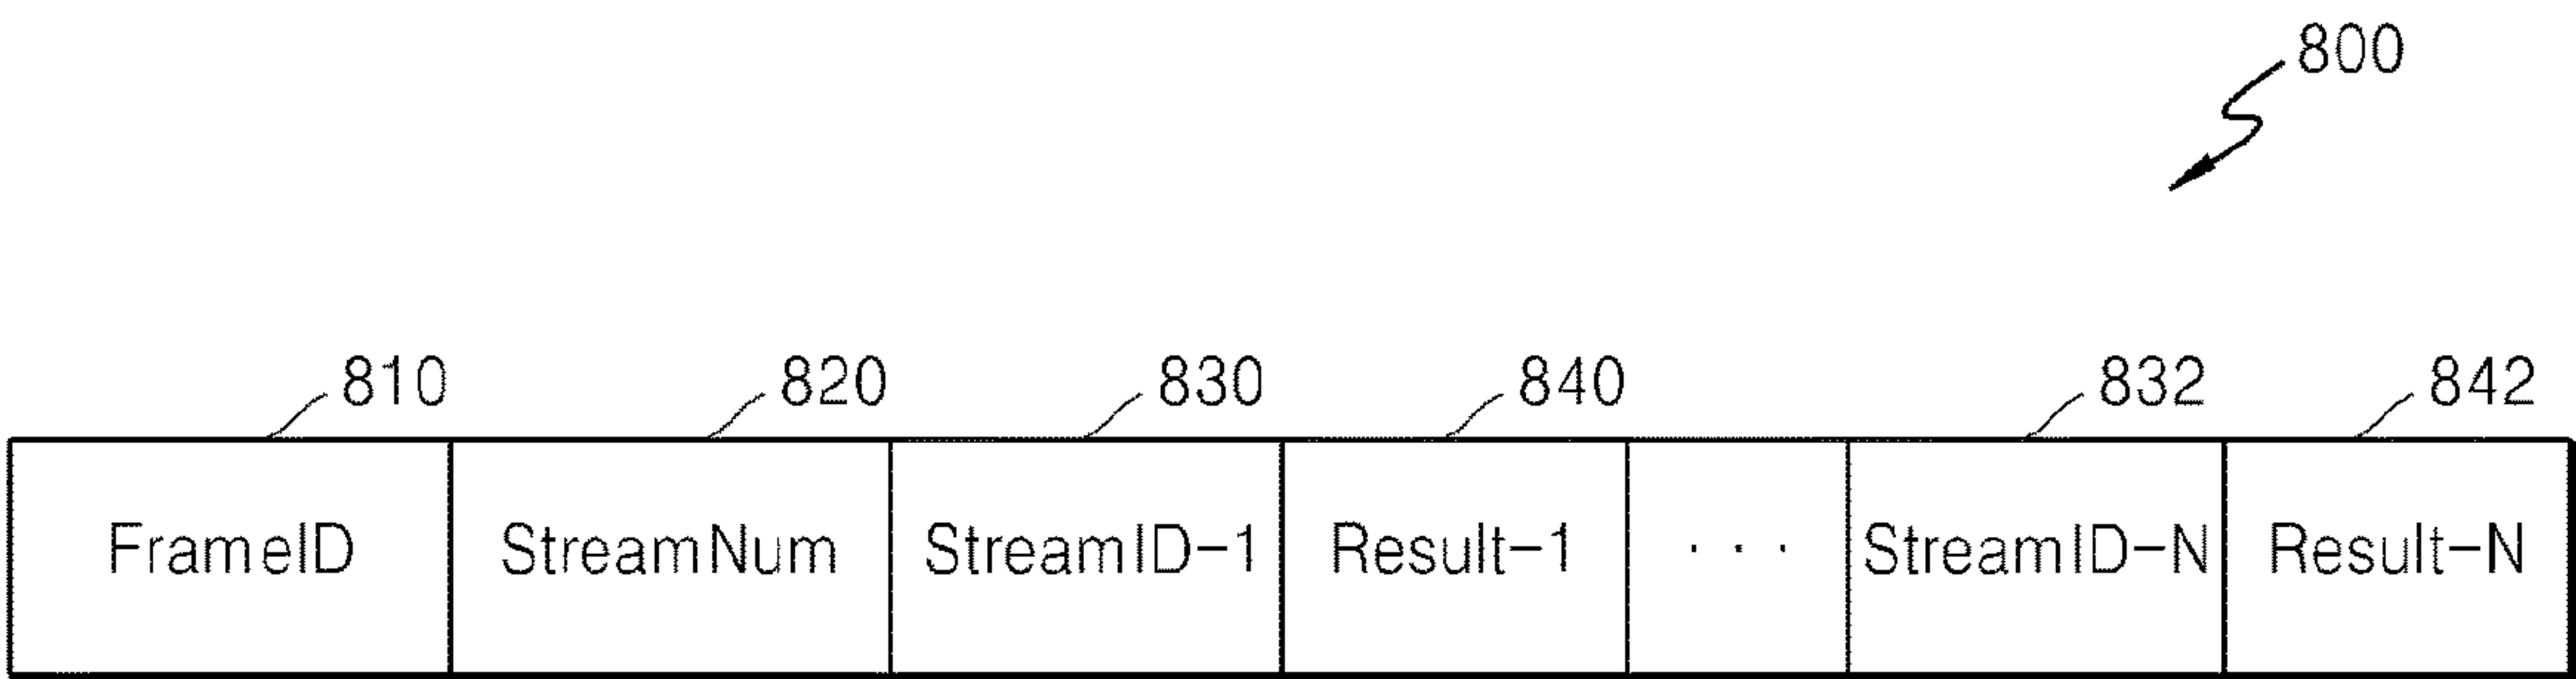 800
810 820 830 840 832 842
FrameID StreamNum StreamID-1 Result-1 ... StreamID-N Result-N